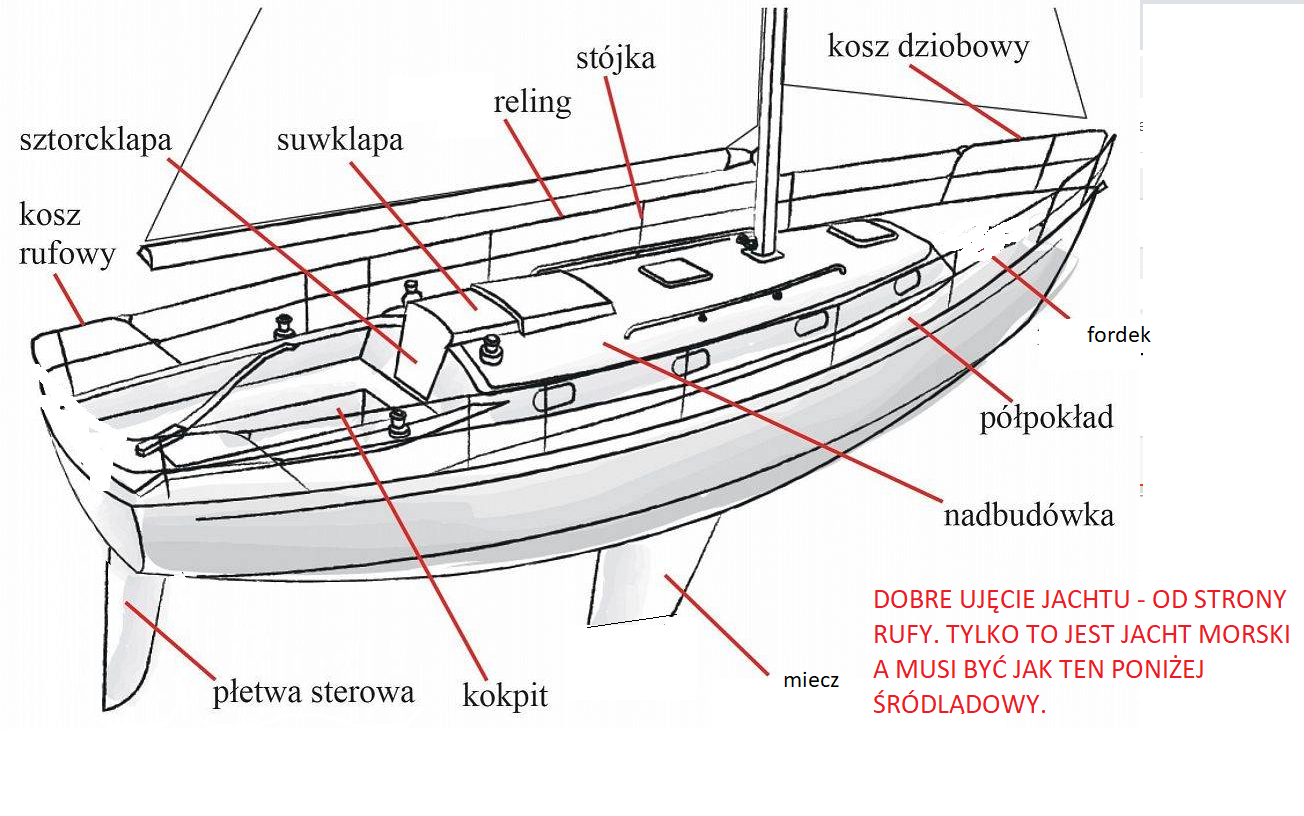 kosz dziobowy
stójka
reling
sztorcklapa
suwklapa
kosz
rufowy
fordek
półpokład
nadbudówka
DOBRE UJĘCIE JACHTU - OD STRONY
RUFY. TYLKO TO JEST JACHT MORSKI
A MUSI BYĆ JAK TEN PONIŻEJ
ŚRÓDLĄDOWY.
miecz
płetwa sterowa
kokpit